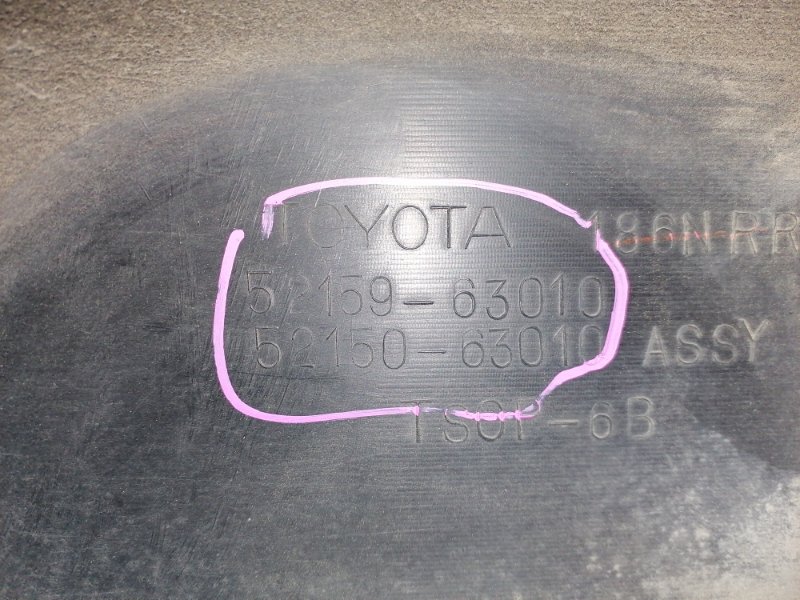 TOYOTA 186N RR
52159-63010
52150-63010 ASSY
TSOP-6B